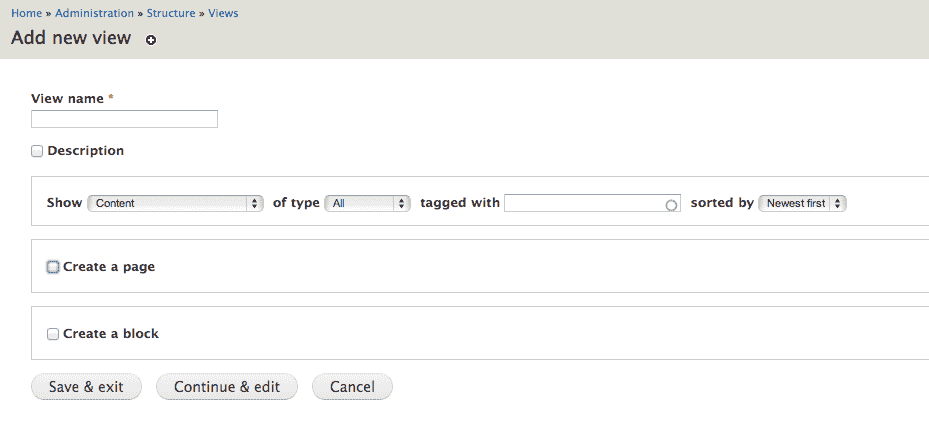 Home » Administration » Structure » Views
Add new view
View name *
Description
Show Content of type All tagged with sorted by Newest first
Create a page
Create a block
Save & exit Continue & edit Cancel